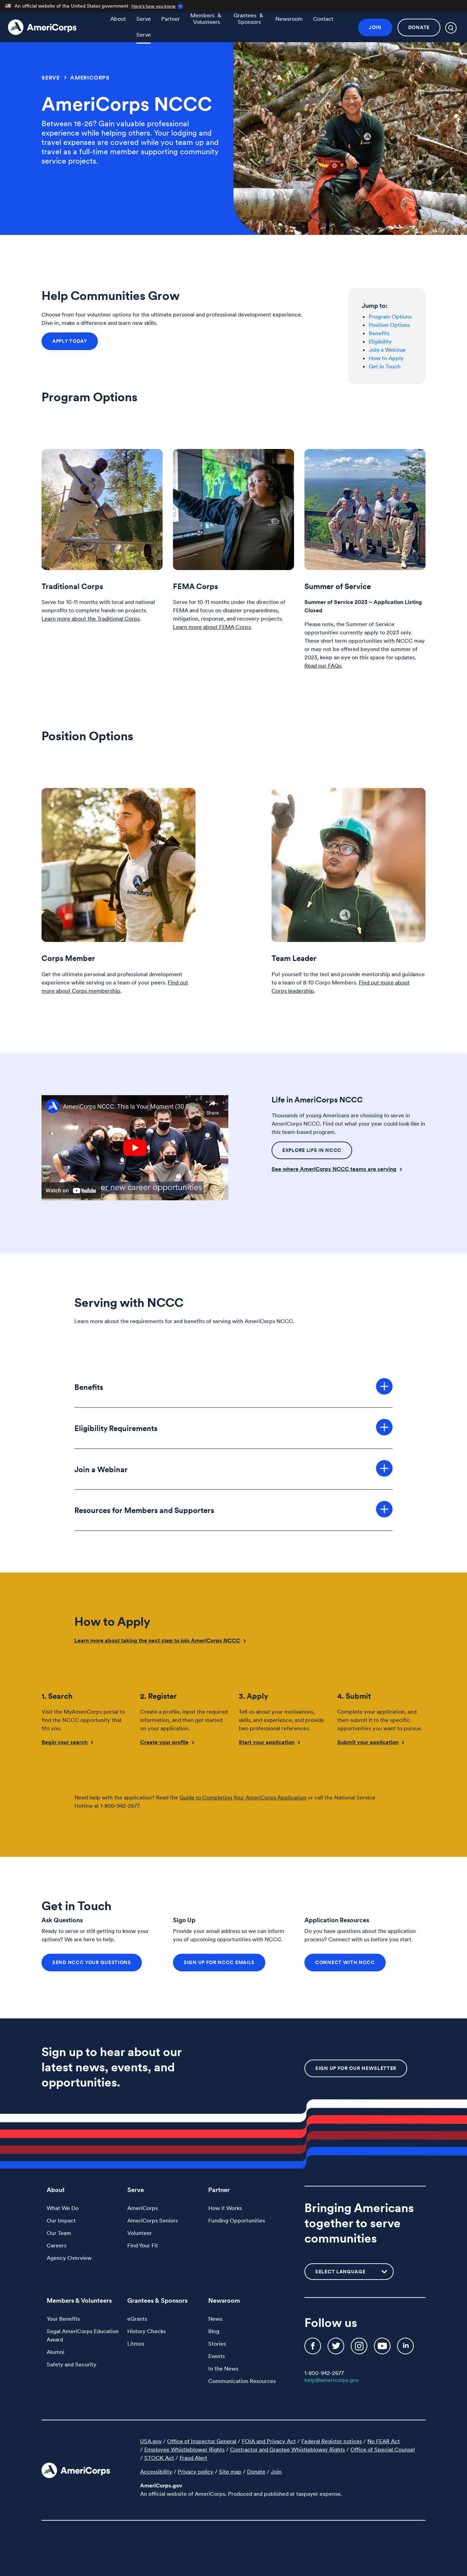 An official website of the United States government Here's how you know
AmeriCorps
About Serve Partner Members & Volunteers Grantees & Sponsors Newsroom Contact
JOIN
DONATE
Serve
SERVE > AMERICORPS
AmeriCorps NCCC
Between 18-26? Gain valuable professional
experience while helping others. Your lodging and
travel expenses are covered while you team up and
travel as a full-time member supporting community
service projects.
Help Communities Grow
Choose from four volunteer options for the ultimate personal and professional development experience.
Dive in, make a difference and learn new skills.
APPLY TODAY
Jump to:
Program Options
Position Options
Benefits
Eligibility
Join a Webinar
How to Apply
Get in Touch
Program Options
Traditional Corps
Serve for 10-11 months with local and national
nonprofits to complete hands-on projects.
Learn more about the Traditional Corps.
FEMA Corps
Serve for 10-11 months under the direction of
FEMA and focus on disaster preparedness,
mitigation, response, and recovery projects.
Learn more about FEMA Corps.
Summer of Service
Summer of Service 2023 – Application Listing
Closed
Please note, the Summer of Service
opportunities currently apply to 2023 only.
These short term opportunities with NCCC may
or may not be offered beyond the summer of
2023, keep an eye on this space for updates.
Read our FAQs.
Position Options
Corps Member
Get the ultimate personal and professional development
experience while serving on a team of your peers. Find out
more about Corps membership.
Team Leader
Put yourself to the test and provide mentorship and guidance
to a team of 8-10 Corps Members. Find out more about
Corps leadership.
AmeriCorps NCCC: This Is Your Moment (30 Se
Share
er new career opportunities
Watch on YouTube
Life in AmeriCorps NCCC
Thousands of young Americans are choosing to serve in
AmeriCorps NCCC. Find out what your year could look like in
this team-based program.
EXPLORE LIFE IN NCCC
See where AmeriCorps NCCC teams are serving >
Serving with NCCC
Learn more about the requirements for and benefits of serving with AmeriCorps NCCC.
Benefits
Eligibility Requirements
Join a Webinar
Resources for Members and Supporters
How to Apply
Learn more about taking the next step to join AmeriCorps NCCC >
1. Search
Visit the MyAmeriCorps portal to
find the NCCC opportunity that
fits you.
Begin your search >
2. Register
Create a profile, input the required
information, and then get started
on your application.
Create your profile >
3. Apply
Tell us about your motivations,
skills, and experience, and provide
two professional references.
Start your application >
4. Submit
Complete your application, and
then submit it to the specific
opportunities you want to pursue.
Submit your application >
Need help with the application? Read the Guide to Completing Your AmeriCorps Application or call the National Service
Hotline at 1-800-942-2677.
Get in Touch
Ask Questions
Ready to serve or still getting to know your
options? We are here to help.
SEND NCCC YOUR QUESTIONS
Sign Up
Provide your email address so we can inform
you of upcoming opportunities with NCCC.
SIGN UP FOR NCCC EMAILS
Application Resources
Do you have questions about the application
process? Connect with us before you start.
CONNECT WITH NCCC
Sign up to hear about our
latest news, events, and
opportunities.
SIGN UP FOR OUR NEWSLETTER
About
What We Do
Our Impact
Our Team
Careers
Agency Overview
Serve
AmeriCorps
AmeriCorps Seniors
Volunteer
Find Your Fit
Partner
How it Works
Funding Opportunities
Bringing Americans
together to serve
communities
SELECT LANGUAGE
Members & Volunteers
Your Benefits
Segal AmeriCorps Education
Award
Alumni
Safety and Security
Grantees & Sponsors
eGrants
History Checks
Litmos
Newsroom
News
Blog
Stories
Events
In the News
Communication Resources
Follow us
1-800-942-2677
help@americorps.gov
AmeriCorps
USA.gov / Office of Inspector General / FOIA and Privacy Act / Federal Register notices / No FEAR Act
/ Employee Whistleblower Rights / Contractor and Grantee Whistleblower Rights / Office of Special Counsel
/ STOCK Act / Fraud Alert
Accessibility / Privacy policy / Site map / Donate / Join
AmeriCorps.gov
An official website of AmeriCorps. Produced and published at taxpayer expense.